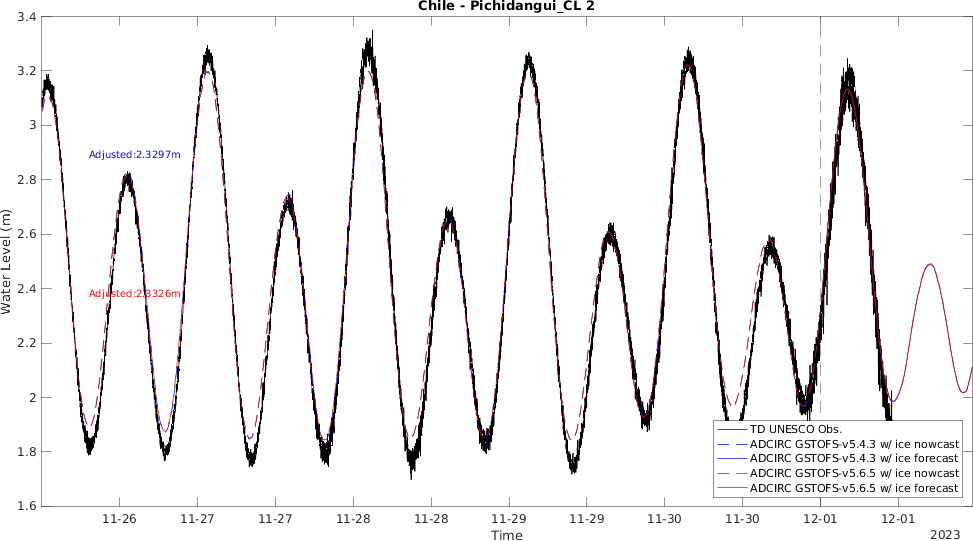 Chile - Pichidangui_CL 2
3.4
3.2
3
2.8
2.6
2.4
2.2
2
1.8
1.6
Water Level (m)
Adjusted:2.3297m
Adjusted:2.3326m
TD UNESCO Obs.
ADCIRC GSTOFS-v5.4.3 w/ ice nowcast
ADCIRC GSTOFS-v5.4.3 w/ ice forecast
ADCIRC GSTOFS-v5.6.5 w/ ice nowcast
ADCIRC GSTOFS-v5.6.5 w/ ice forecast
11-26 11-27 11-27 11-28 11-28 11-29 11-29 11-30 11-30 12-01 12-01
Time
2023